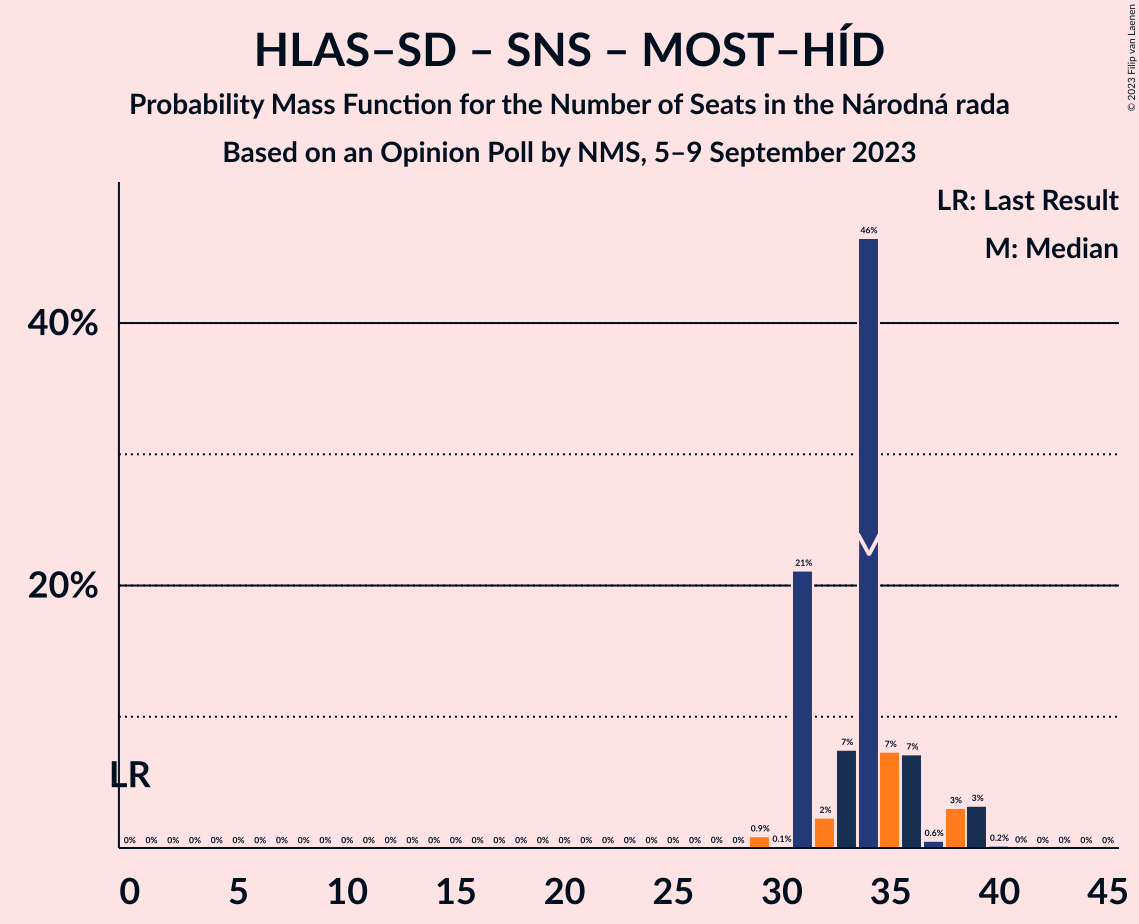 HLAS–SD – SNS – MOST–HÍD
Probability Mass Function for the Number of Seats in the Národná rada
Based on an Opinion Poll by NMS, 5–9 September 2023
© 2023 Filip van Laenen
LR: Last Result
M: Median
40%
20%
LR
0% 0% 0% 0% 0% 0% 0% 0% 0% 0% 0% 0% 0% 0% 0% 0% 0% 0% 0% 0% 0% 0% 0% 0% 0% 0% 0% 0% 0% 0.9% 0.1% 21% 2% 7% 46% 7% 7% 0.6% 3% 3% 0.2% 0% 0% 0% 0% 0%
0 5 10 15 20 25 30 35 40 45